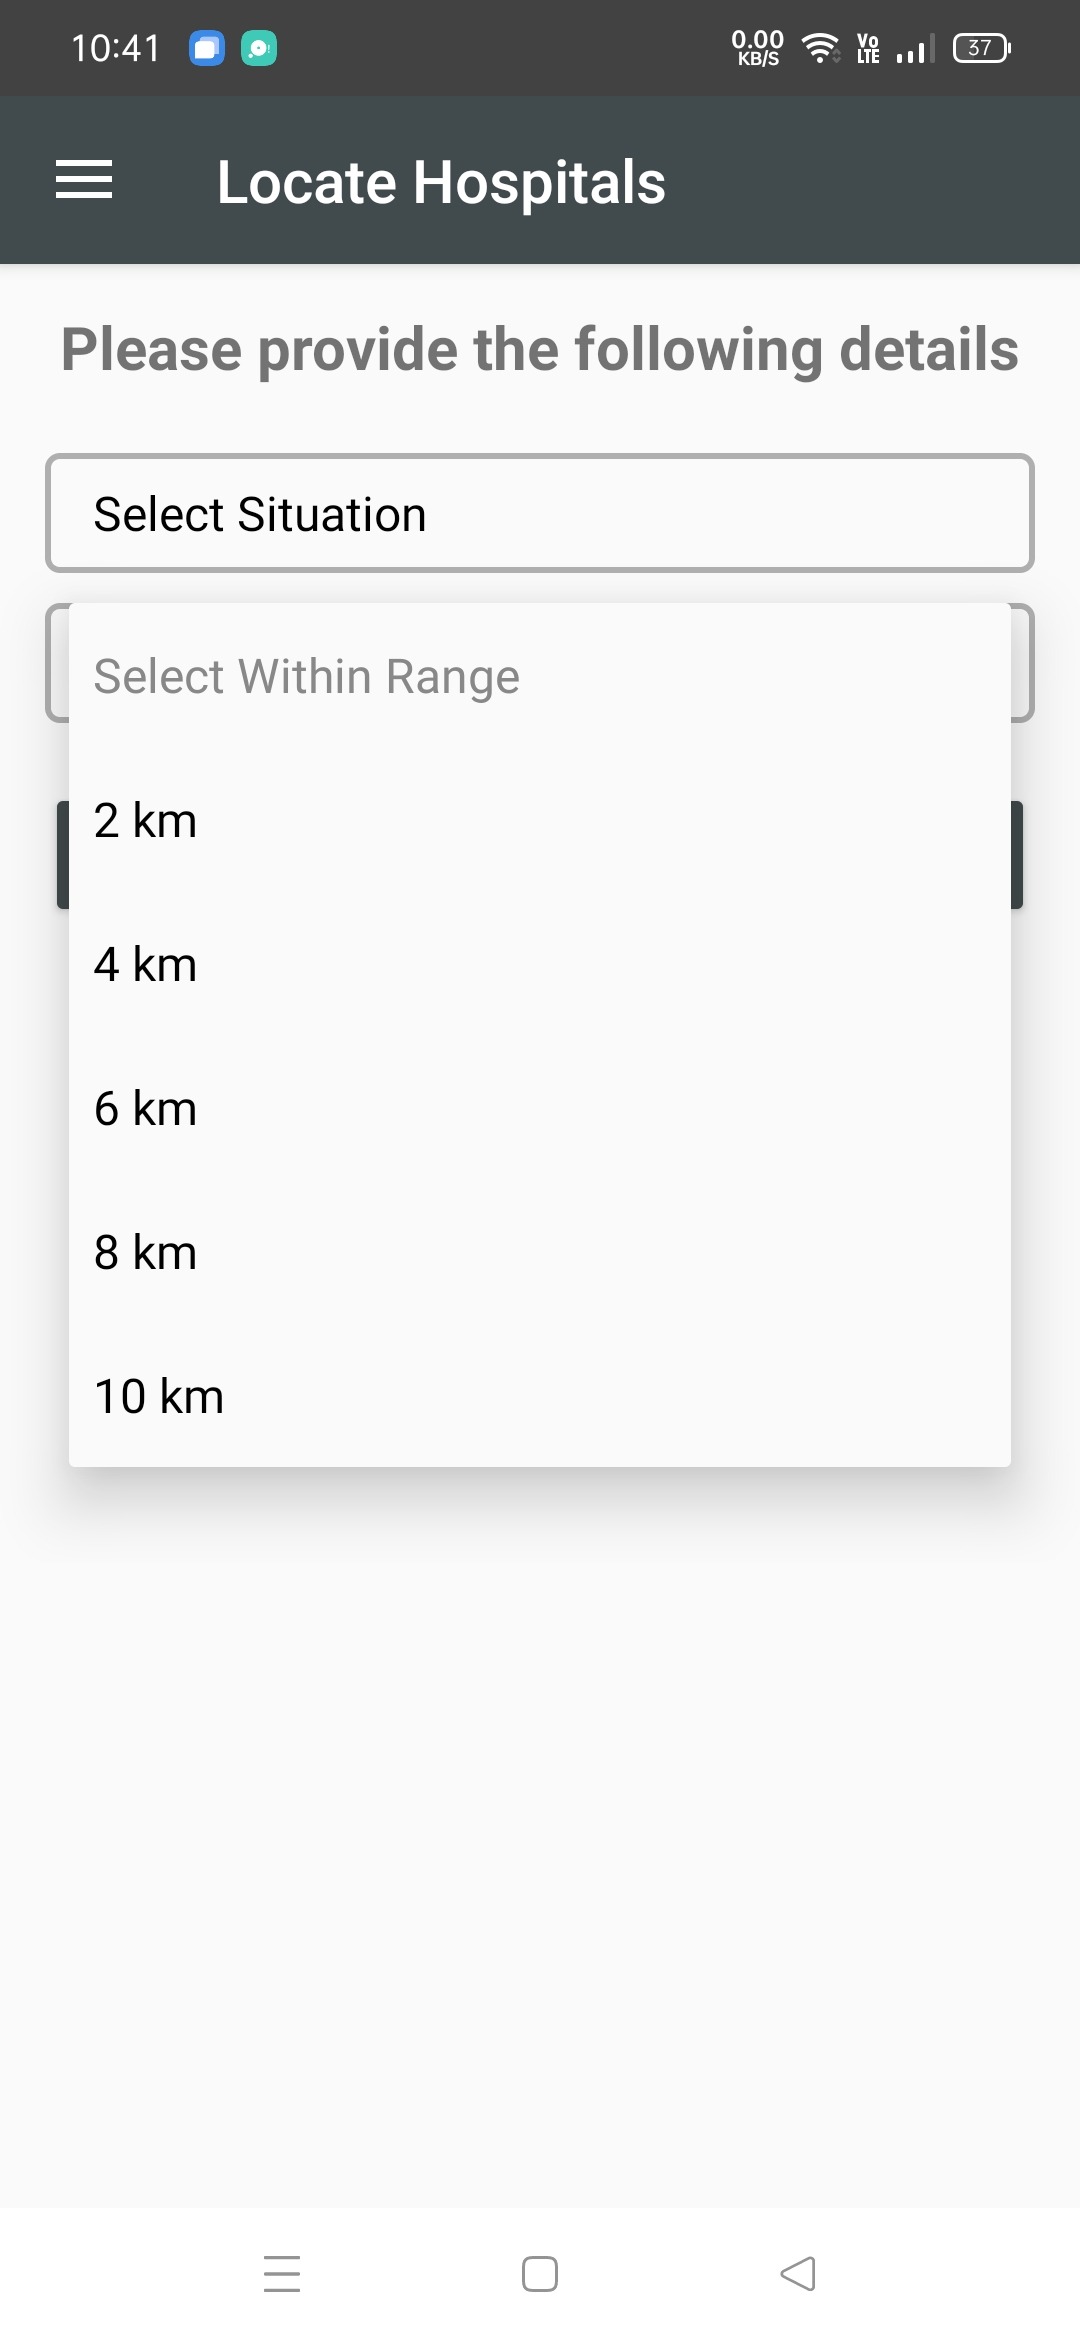 10:41
0.00
KB/S
Vo
LTE
37
Locate Hospitals
Please provide the following details
Select Situation
Select Within Range
2 km
4 km
6 km
8 km
10 km